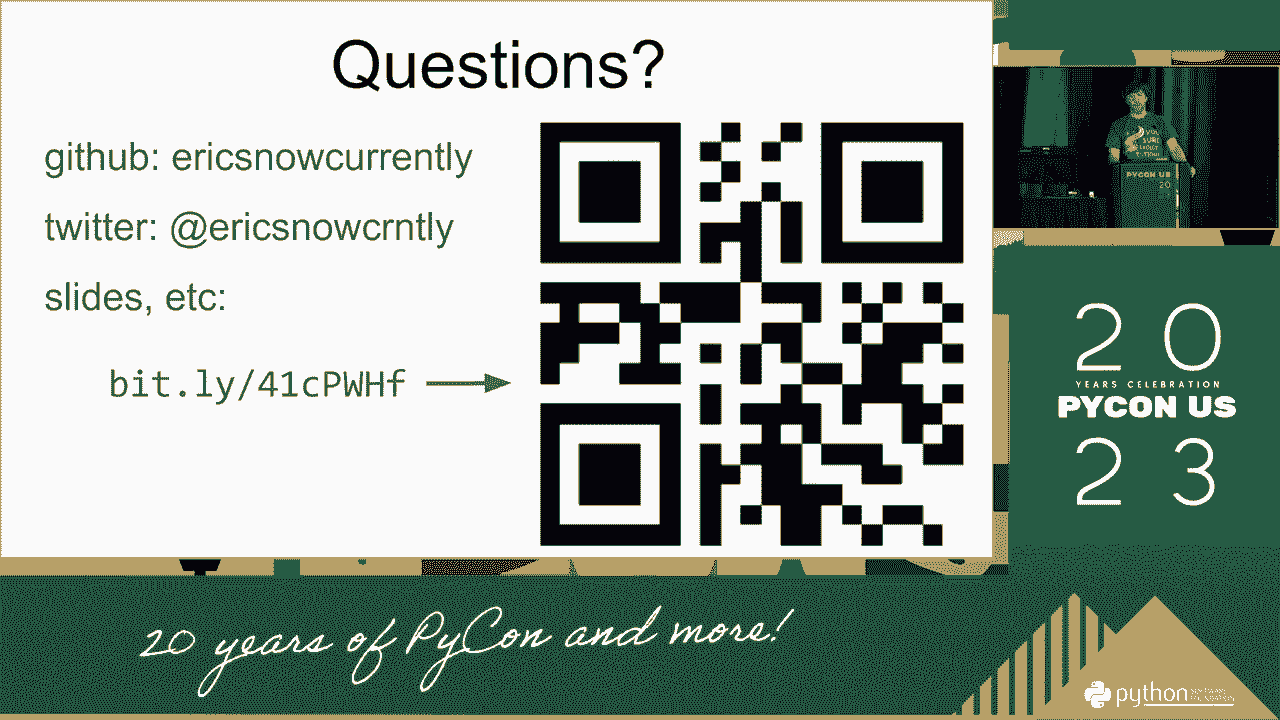 Questions?
github: ericsnowcurrently
twitter: @ericsnowcrntly
slides, etc:
bit.ly/41cPWHf
PYCON US
20
20
YEARS CELEBRATION
PYCON US
23
20 years of PyCon and more!
python